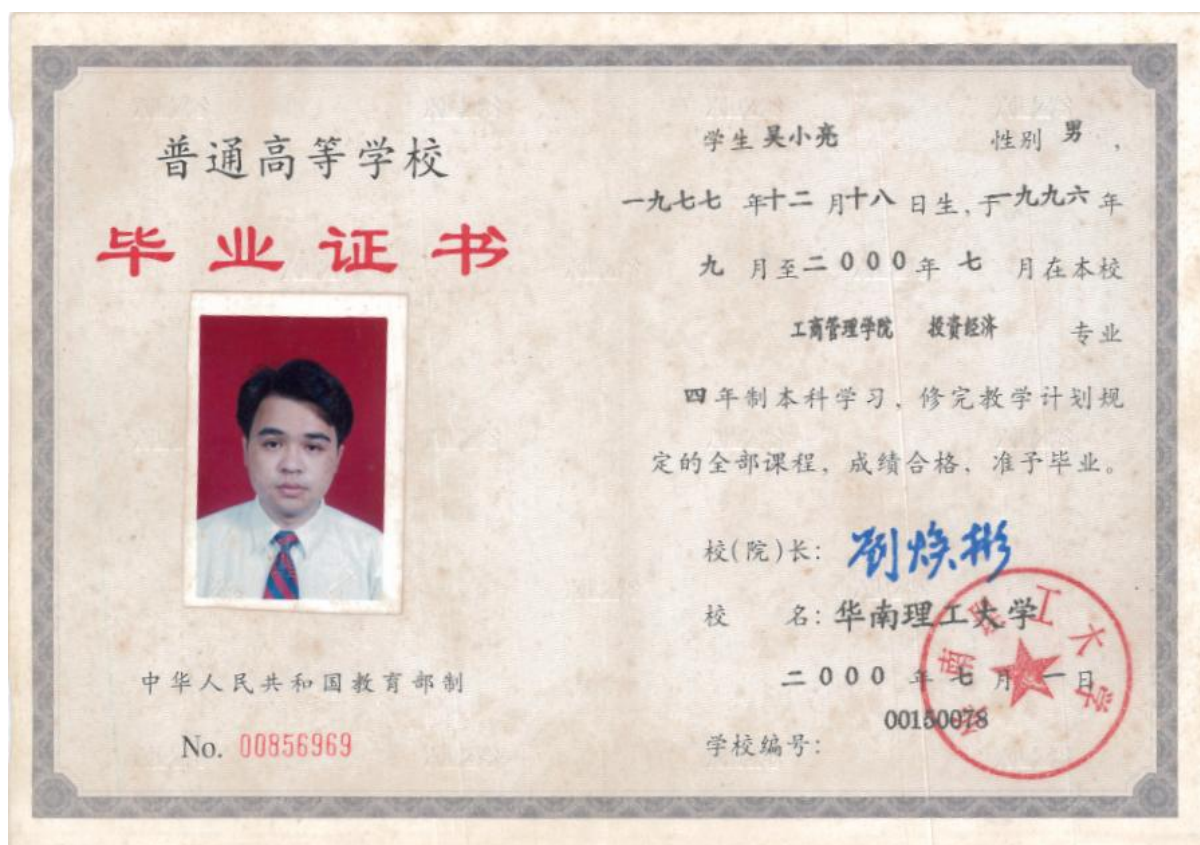 普通高等学校
毕业证书
中华人民共和国教育部制
No. 00856969
学生 吴小亮 性别 男 ,
一九七七 年十二 月十八 日生,于一九九六 年
九 月至二000年 七 月在本校
工商管理学院 投资经济 专业
四年制本科学习, 修完教学计划规
定的全部课程, 成绩合格, 准予毕业。
校(院)长: 刘焕彬
校 名: 华南理工大学
二000 年 七 月 一日
00150078
学校编号:
华南理工大学